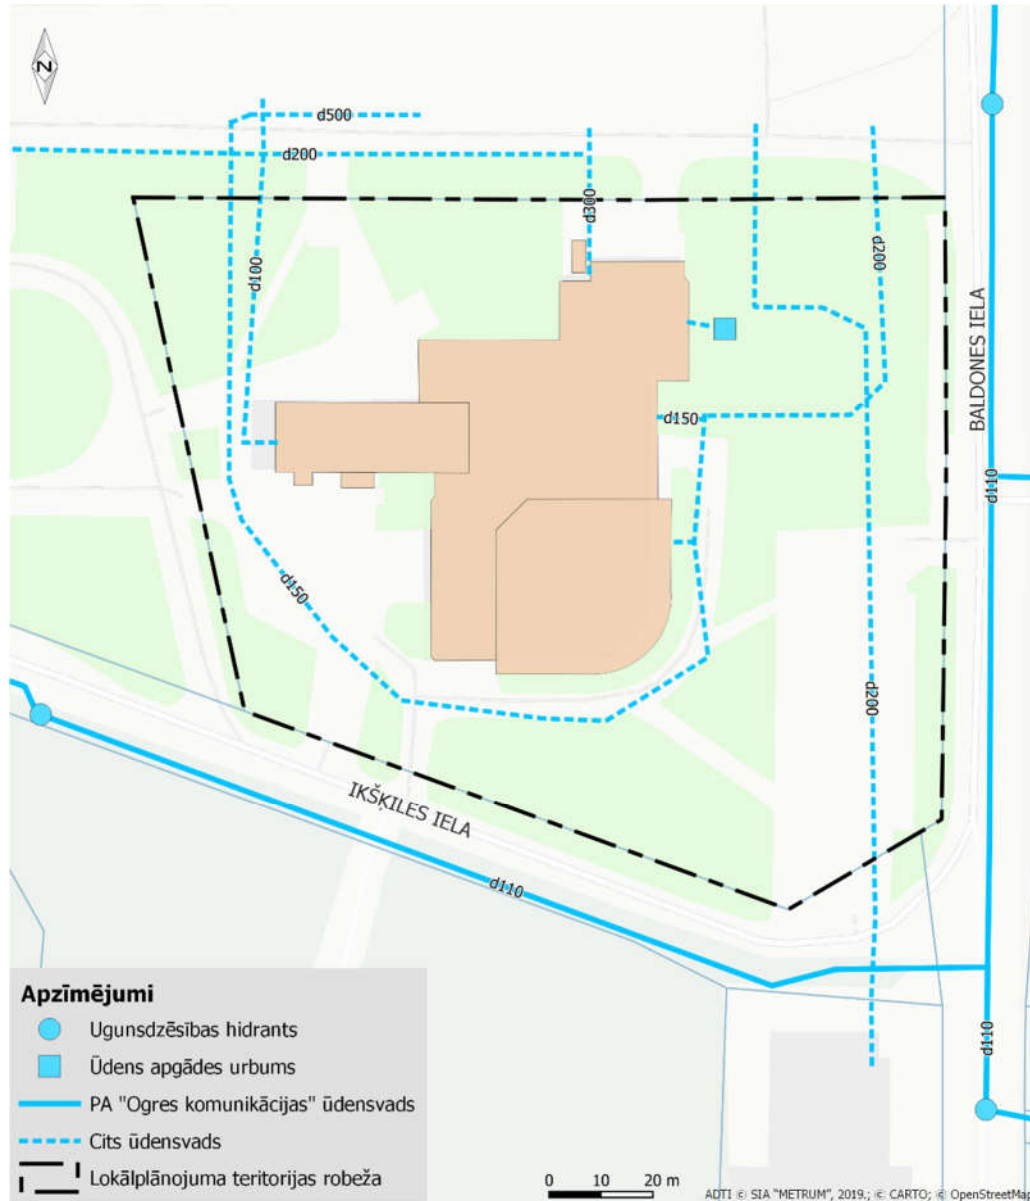 N
d500
d200
d300
d100
d200
BALDONES IELA
d150
d110
d150
d200
IKŠĶILES IELA
d110
d110
Apzīmējumi
Ugunsdzēsības hidrants
Ūdens apgādes urbums
PA "Ogres komunikācijas" ūdensvads
Cits ūdensvads
Lokālplānojuma teritorijas robeža
0 10 20 m
ADTI © SIA "METRUM", 2019.; © CARTO; © OpenStreetMap